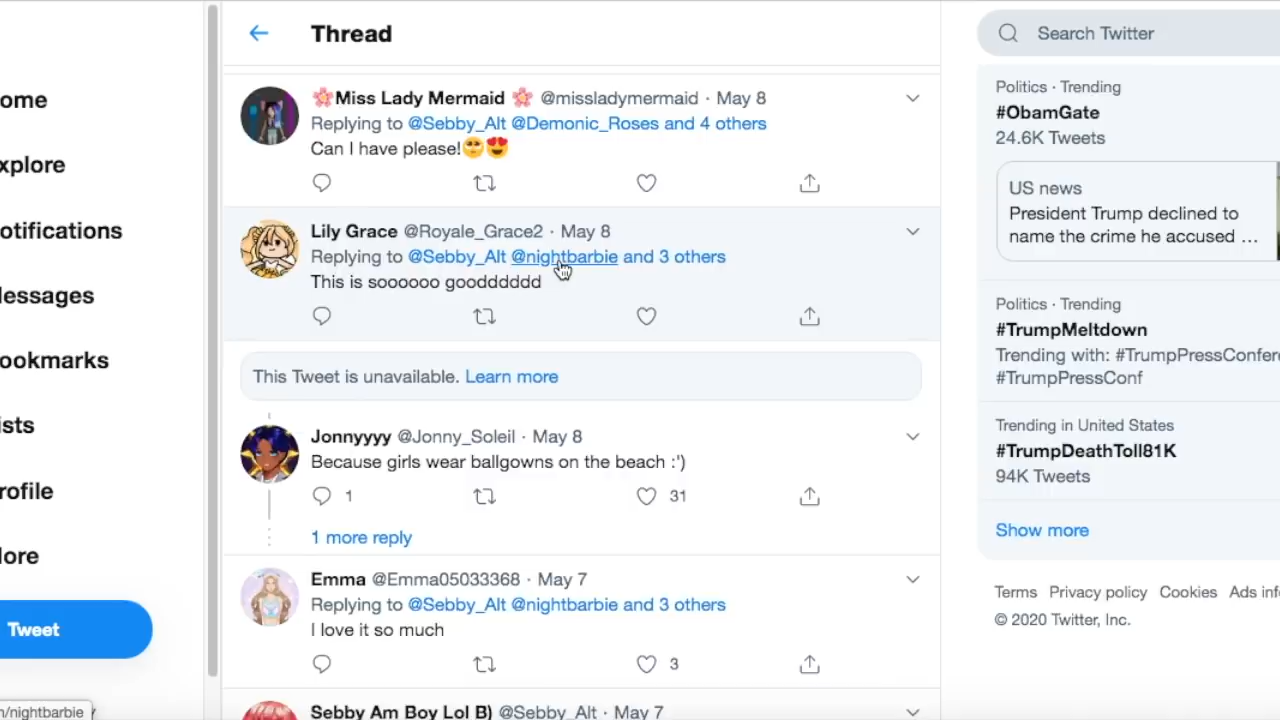 ome
xplore
otifications
essages
ookmarks
ists
rofile
ore
Tweet
n/nightbarbie
Thread
🌸Miss Lady Mermaid 🌸 @missladymermaid · May 8
Replying to @Sebby_Alt @Demonic_Roses and 4 others
Can I have please!🥺😍
Lily Grace @Royale_Grace2 · May 8
Replying to @Sebby_Alt @nightbarbie and 3 others
This is soooooo goodddddd
This Tweet is unavailable. Learn more
Jonnyyyy @Jonny_Soleil · May 8
Because girls wear ballgowns on the beach :')
1 31
1 more reply
Emma @Emma05033368 · May 7
Replying to @Sebby_Alt @nightbarbie and 3 others
I love it so much
3
Sebby Am Boy Lol B) @Sebby_Alt · May 7
Search Twitter
Politics · Trending
#ObamGate
24.6K Tweets
US news
President Trump declined to
name the crime he accused ...
Politics · Trending
#TrumpMeltdown
Trending with: #TrumpPressConfere
#TrumpPressConf
Trending in United States
#TrumpDeathToll81K
94K Tweets
Show more
Terms Privacy policy Cookies Ads inf
© 2020 Twitter, Inc.